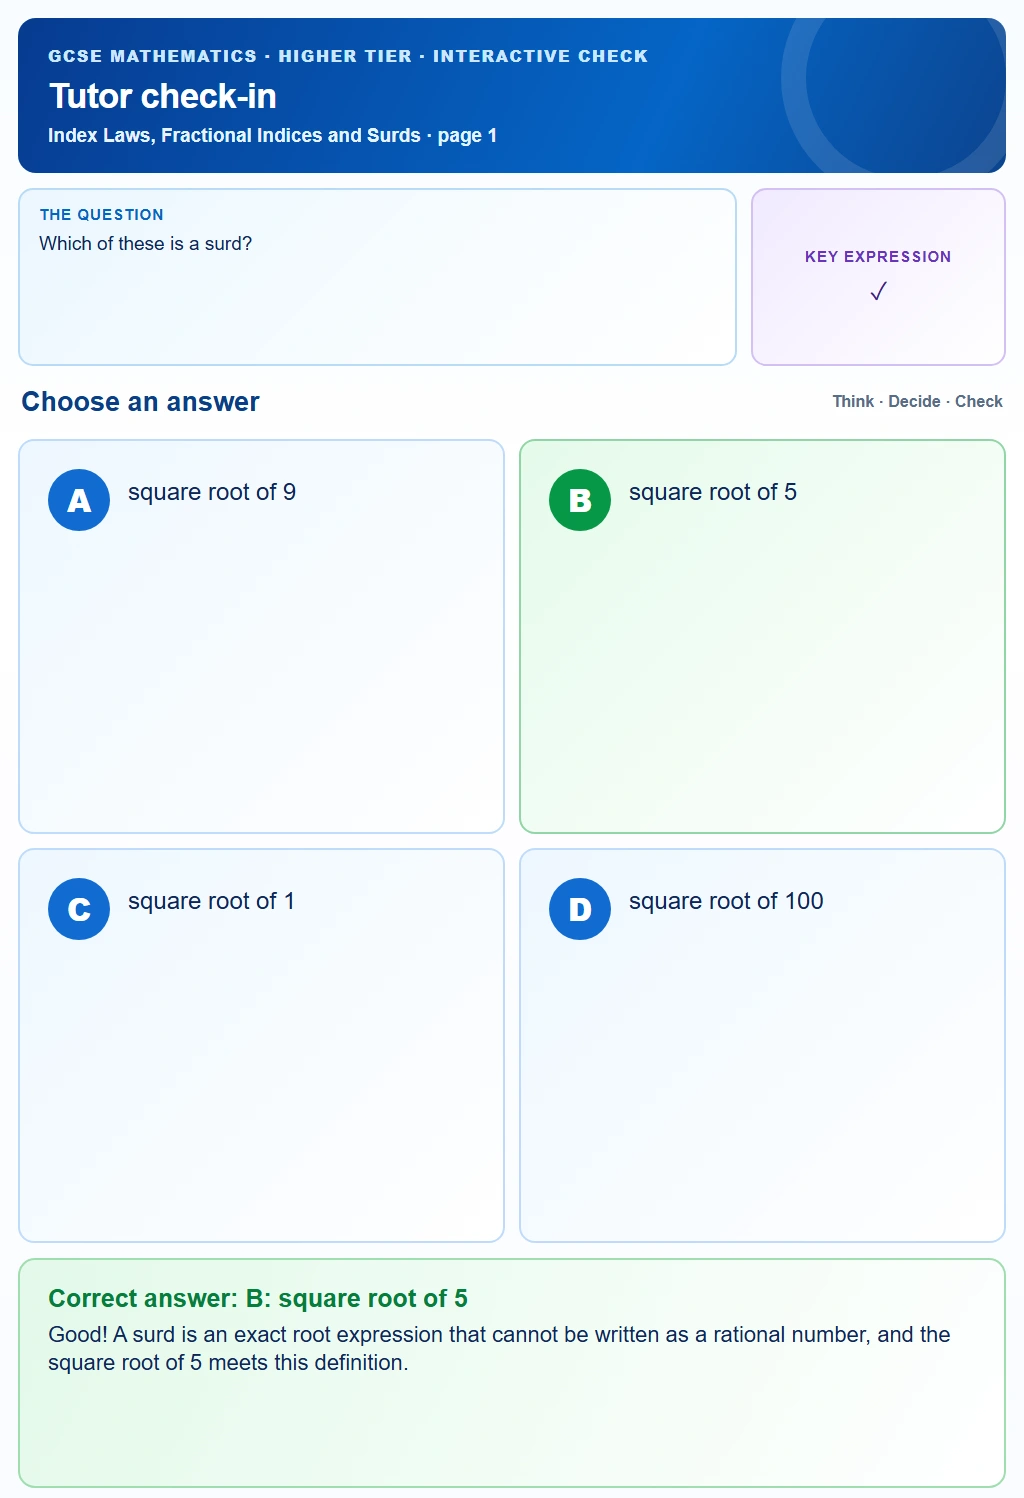 GCSE MATHEMATICS · HIGHER TIER · INTERACTIVE CHECK
Tutor check-in
Index Laws, Fractional Indices and Surds · page 1
THE QUESTION
Which of these is a surd?
KEY EXPRESSION
✓
Choose an answer
Think · Decide · Check
A square root of 9
B square root of 5
C square root of 1
D square root of 100
Correct answer: B: square root of 5
Good! A surd is an exact root expression that cannot be written as a rational number, and the
square root of 5 meets this definition.